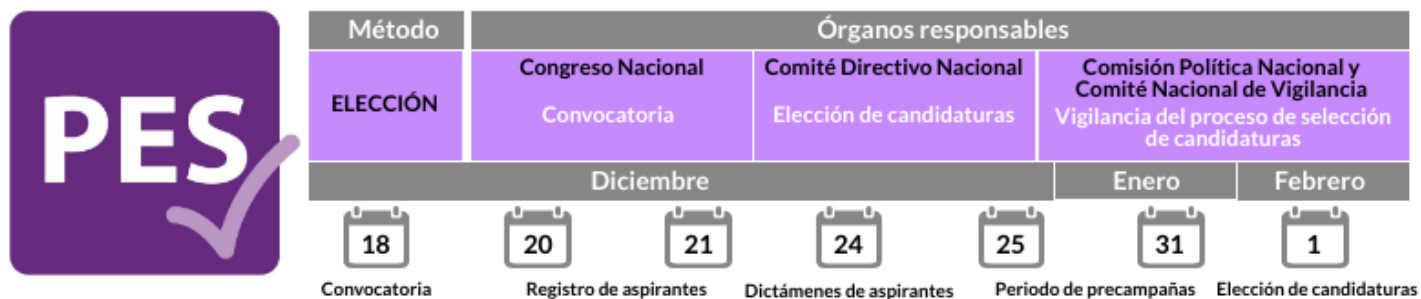 PES
Método
Órganos responsables
ELECCIÓN
Congreso Nacional
Convocatoria
Comité Directivo Nacional
Elección de candidaturas
Comisión Política Nacional y
Comité Nacional de Vigilancia
Vigilancia del proceso de selección
de candidaturas
Diciembre
Enero
Febrero
18
20
21
24
25
31
1
Convocatoria
Registro de aspirantes
Dictámenes de aspirantes
Periodo de precampañas
Elección de candidaturas